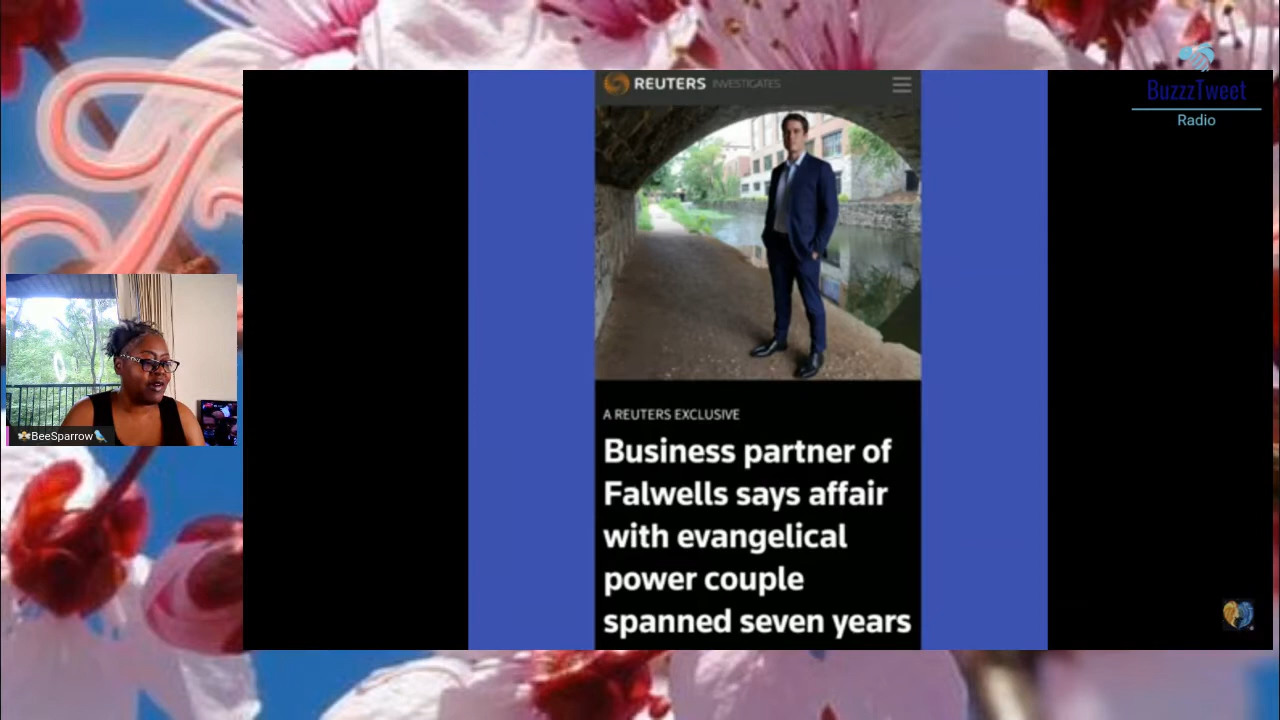 BuzzzTweet
Radio
REUTERS INVESTIGATES
BeeSparrow
A REUTERS EXCLUSIVE
Business partner of
Falwells says affair
with evangelical
power couple
spanned seven years